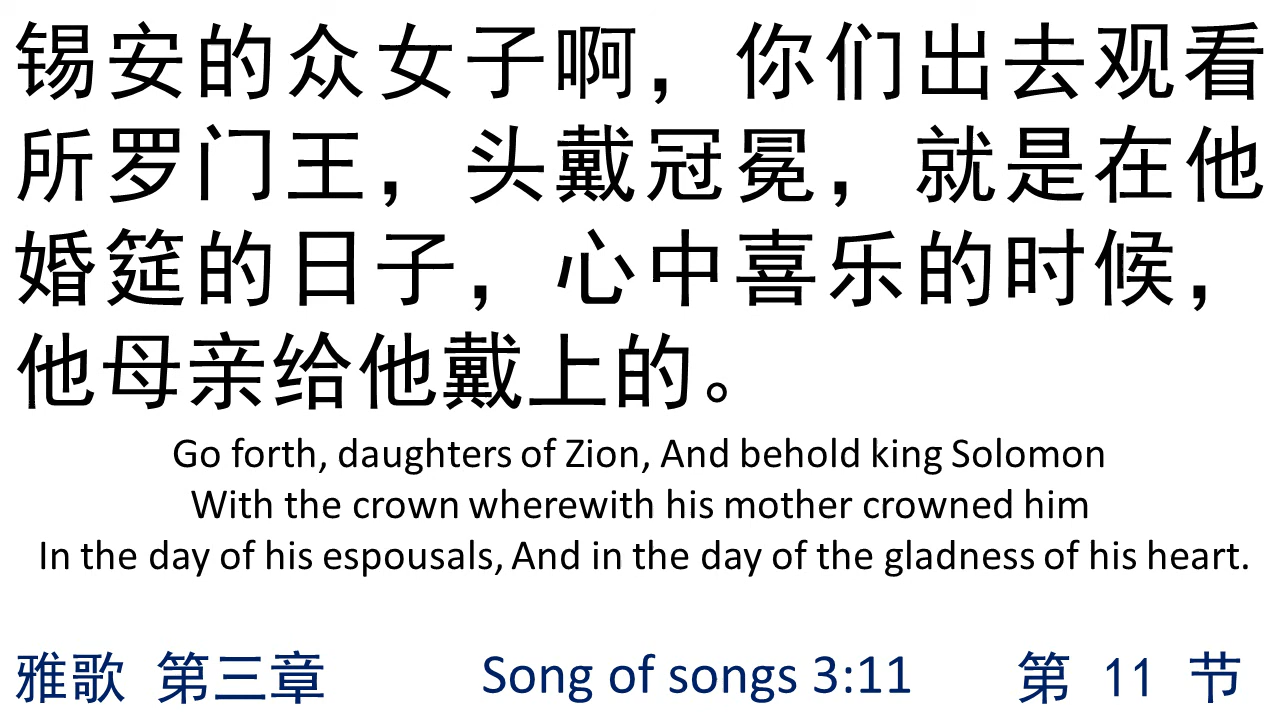 锡安的众女子啊，你们出去观看
所罗门王，头戴冠冕，就是在他
婚筵的日子，心中喜乐的时候，
他母亲给他戴上的。
Go forth, daughters of Zion, And behold king Solomon
With the crown wherewith his mother crowned him
In the day of his espousals, And in the day of the gladness of his heart.
雅歌 第三章 Song of songs 3:11 第 11 节